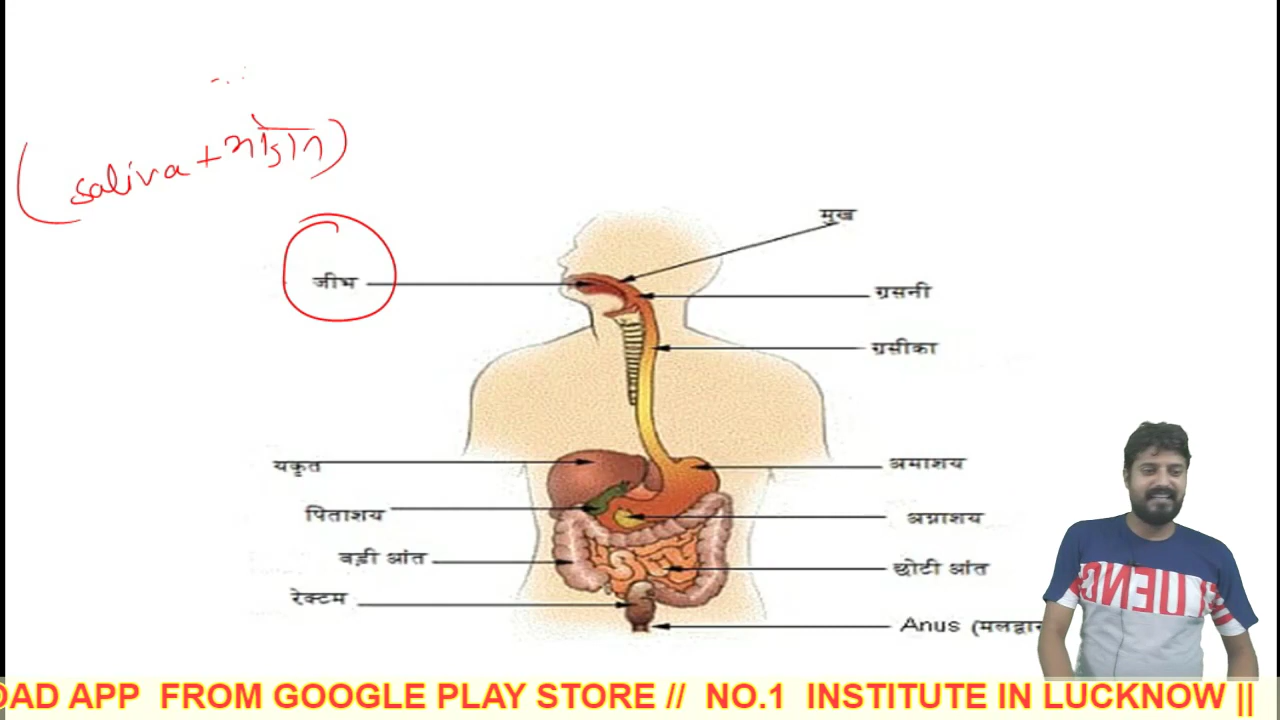 (saliva + भोजन)
मुख
जीभ
ग्रसनी
ग्रसीका
यकृत
अमाशय
पिताशय
अग्नाशय
बड़ी आंत
छोटी आंत
रेक्टम
Anus (मलद्वार
OAD APP FROM GOOGLE PLAY STORE // NO.1 INSTITUTE IN LUCKNOW ||